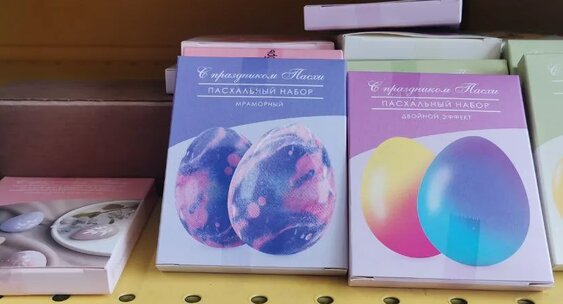 С праздником Пасхи
ПАСХАЛЬНЫЙ НАБОР
МРАМОРНЫЙ
С праздником Пасхи
ПАСХАЛЬНЫЙ НАБОР
ДВОЙНОЙ ЭФФЕКТ